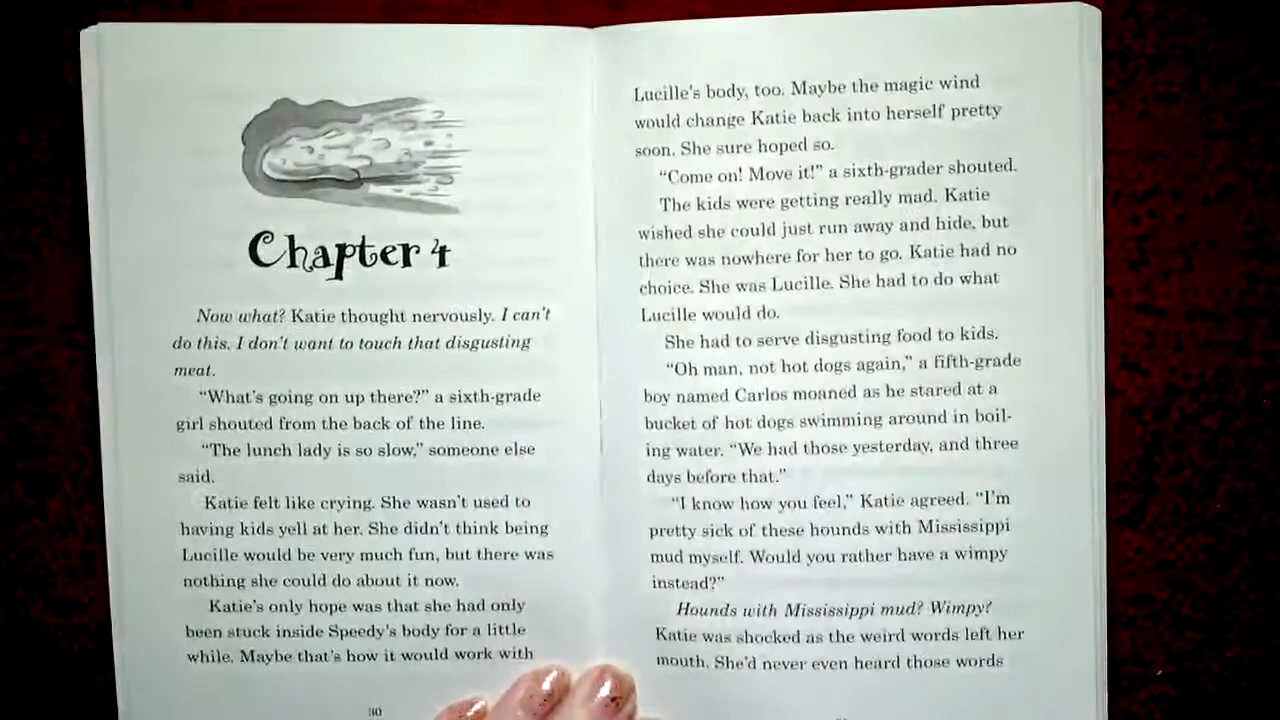 Chapter 4
Now what? Katie thought nervously. I can't
do this. I don't want to touch that disgusting
meat.
"What's going on up there?" a sixth-grade
girl shouted from the back of the line.
"The lunch lady is so slow," someone else
said.
Katie felt like crying. She wasn't used to
having kids yell at her. She didn't think being
Lucille would be very much fun, but there was
nothing she could do about it now.
Katie's only hope was that she had only
been stuck inside Speedy's body for a little
while. Maybe that's how it would work with
30
Lucille's body, too. Maybe the magic wind
would change Katie back into herself pretty
soon. She sure hoped so.
"Come on! Move it!" a sixth-grader shouted.
The kids were getting really mad. Katie
wished she could just run away and hide, but
there was nowhere for her to go. Katie had no
choice. She was Lucille. She had to do what
Lucille would do.
She had to serve disgusting food to kids.
"Oh man, not hot dogs again," a fifth-grade
boy named Carlos moaned as he stared at a
bucket of hot dogs swimming around in boil-
ing water. "We had those yesterday, and three
days before that."
"I know how you feel," Katie agreed. "I'm
pretty sick of these hounds with Mississippi
mud myself. Would you rather have a wimpy
instead?"
Hounds with Mississippi mud? Wimpy?
Katie was shocked as the weird words left her
mouth. She'd never even heard those words